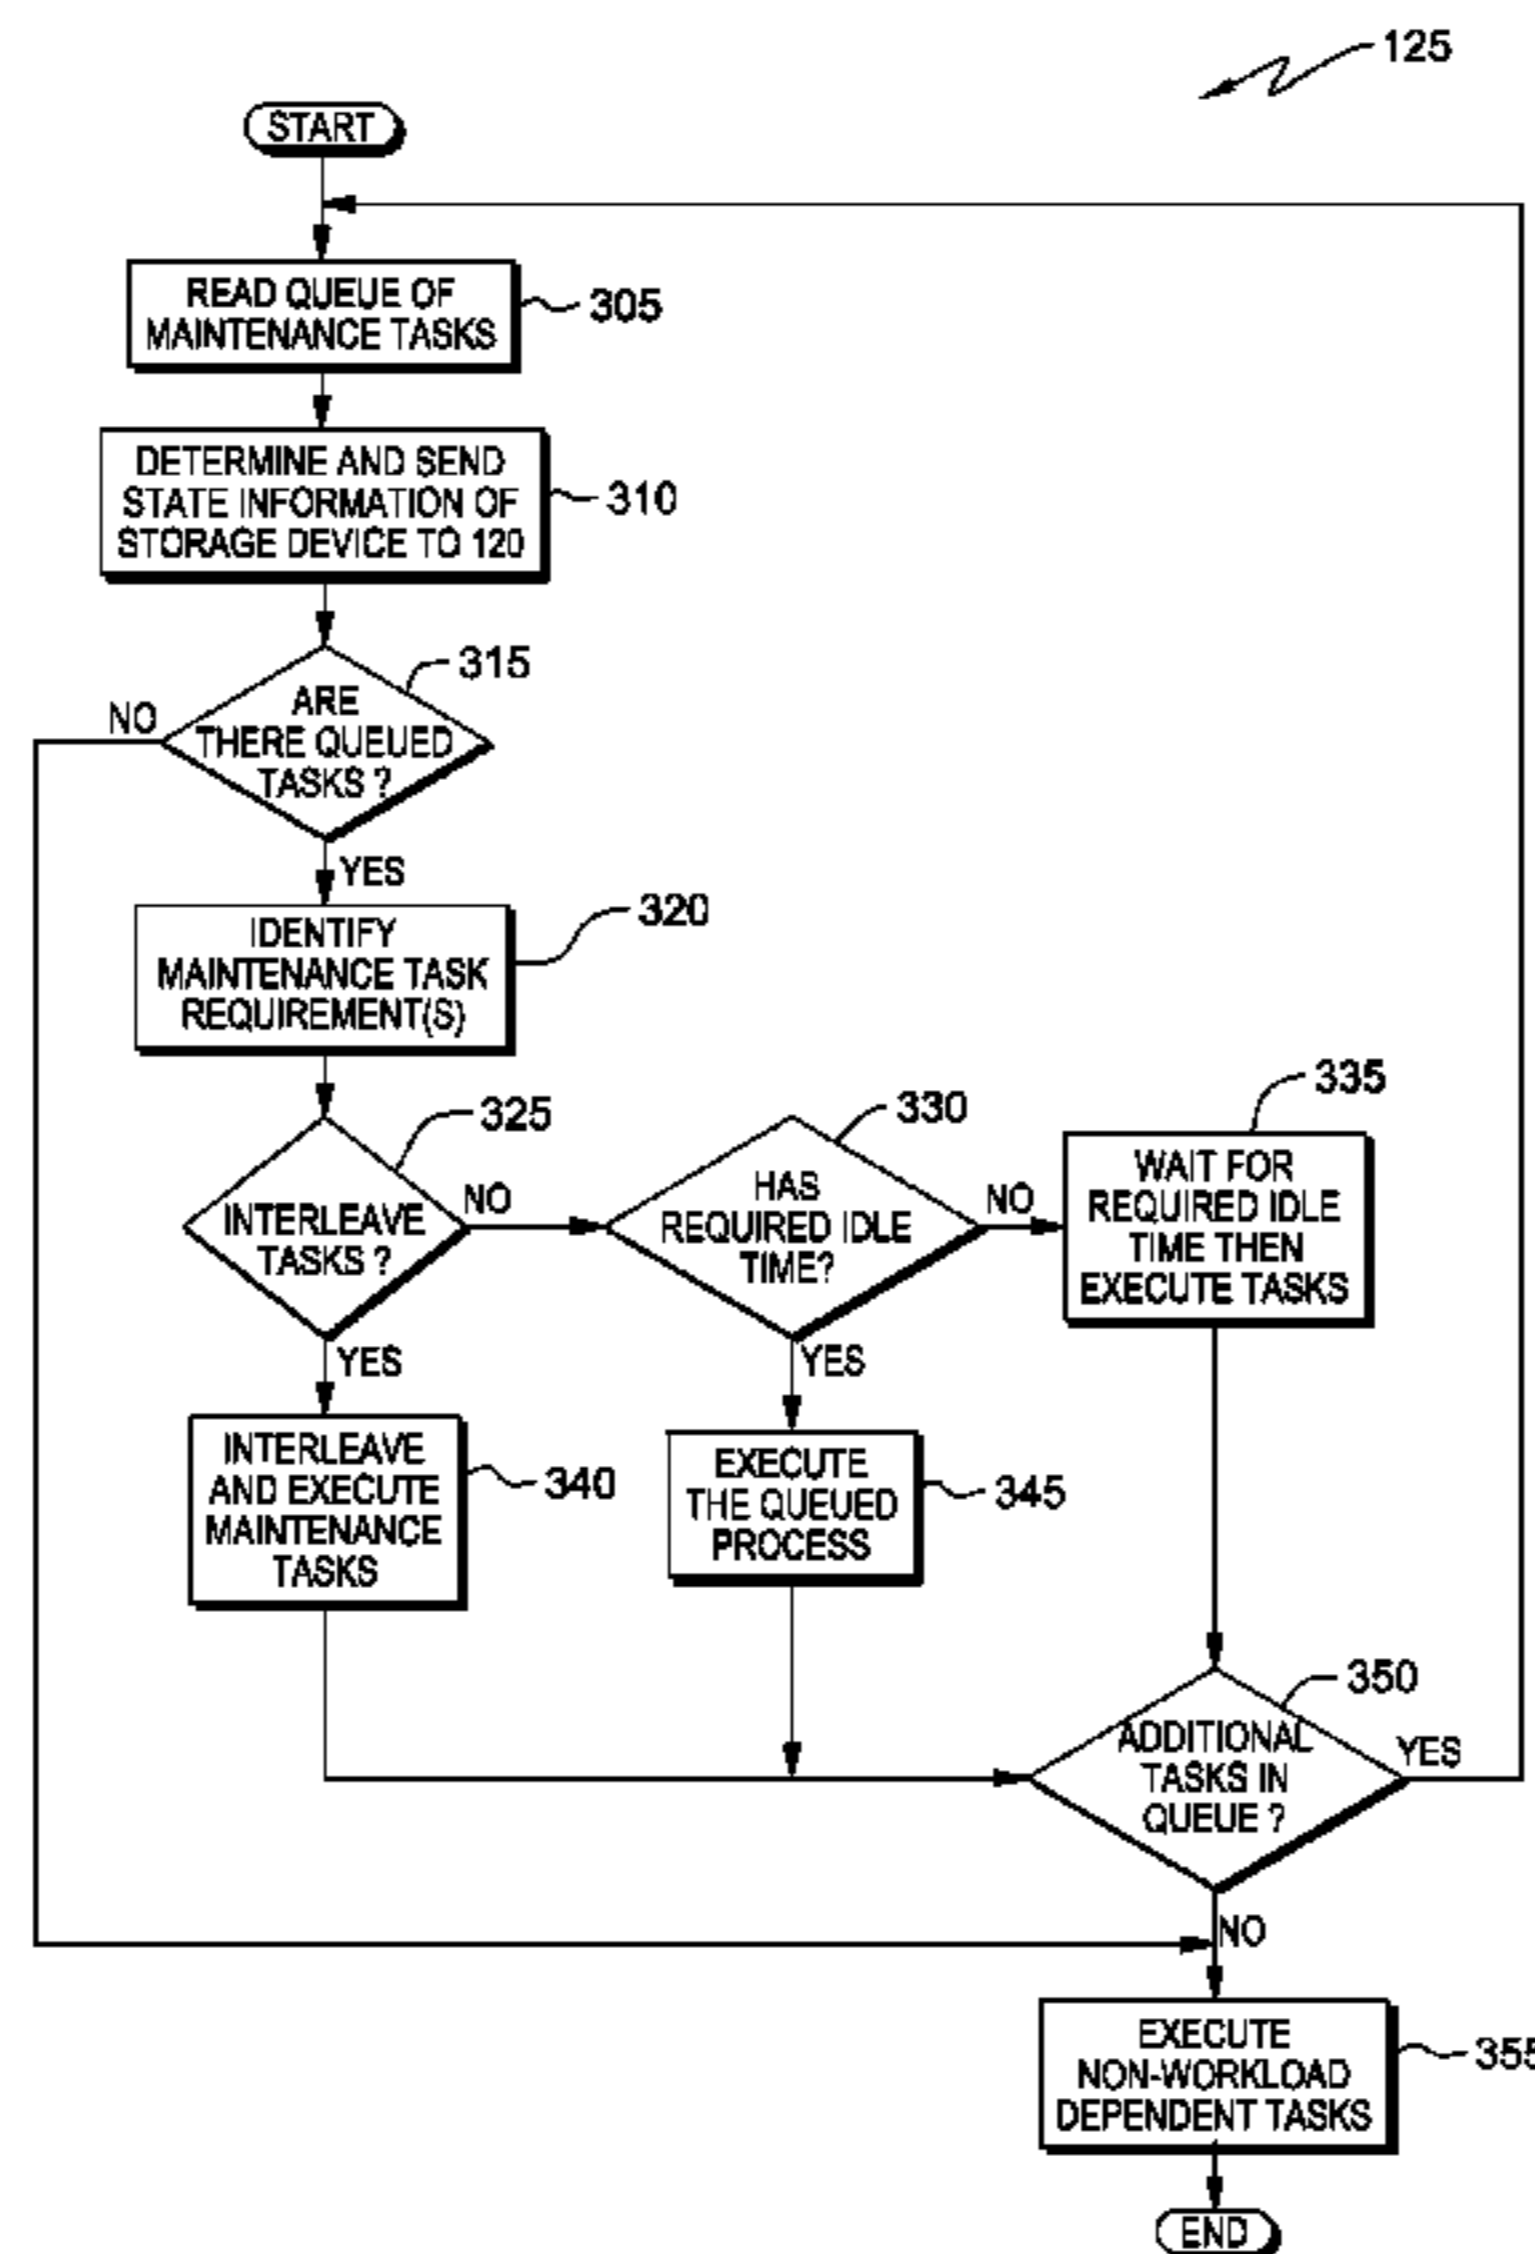 125
START
READ QUEUE OF
MAINTENANCE TASKS
305
DETERMINE AND SEND
STATE INFORMATION OF
STORAGE DEVICE TO 120
310
315
ARE
THERE QUEUED
TASKS ?
NO
YES
320
IDENTIFY
MAINTENANCE TASK
REQUIREMENT(S)
325
INTERLEAVE
TASKS ?
NO
YES
330
HAS
REQUIRED IDLE
TIME?
NO
YES
335
WAIT FOR
REQUIRED IDLE
TIME THEN
EXECUTE TASKS
INTERLEAVE
AND EXECUTE
MAINTENANCE
TASKS
340
EXECUTE
THE QUEUED
PROCESS
345
350
ADDITIONAL
TASKS IN
QUEUE ?
YES
NO
EXECUTE
NON-WORKLOAD
DEPENDENT TASKS
355
END